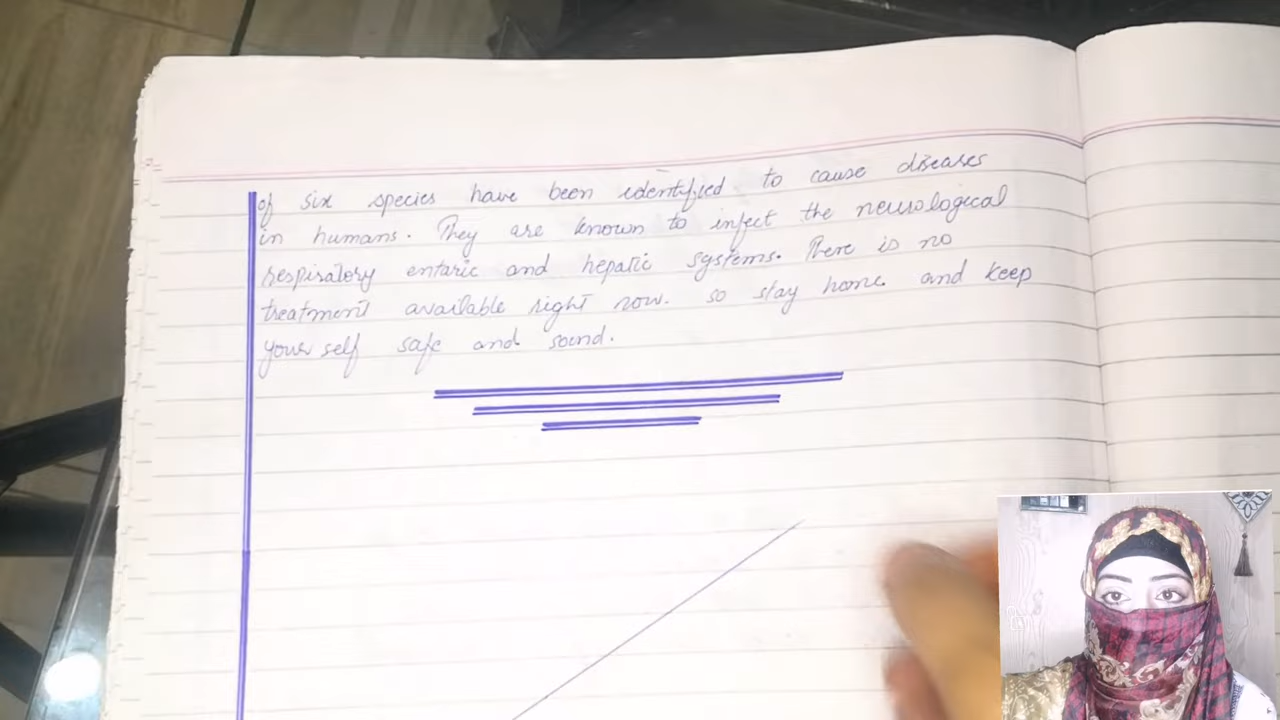 of six species have been identified to cause diseases
in humans. They are known to infect the neurological
respiratory entaric and hepatic systems. There is no
treatment available right now. so stay home and keep
your self safe and sound.